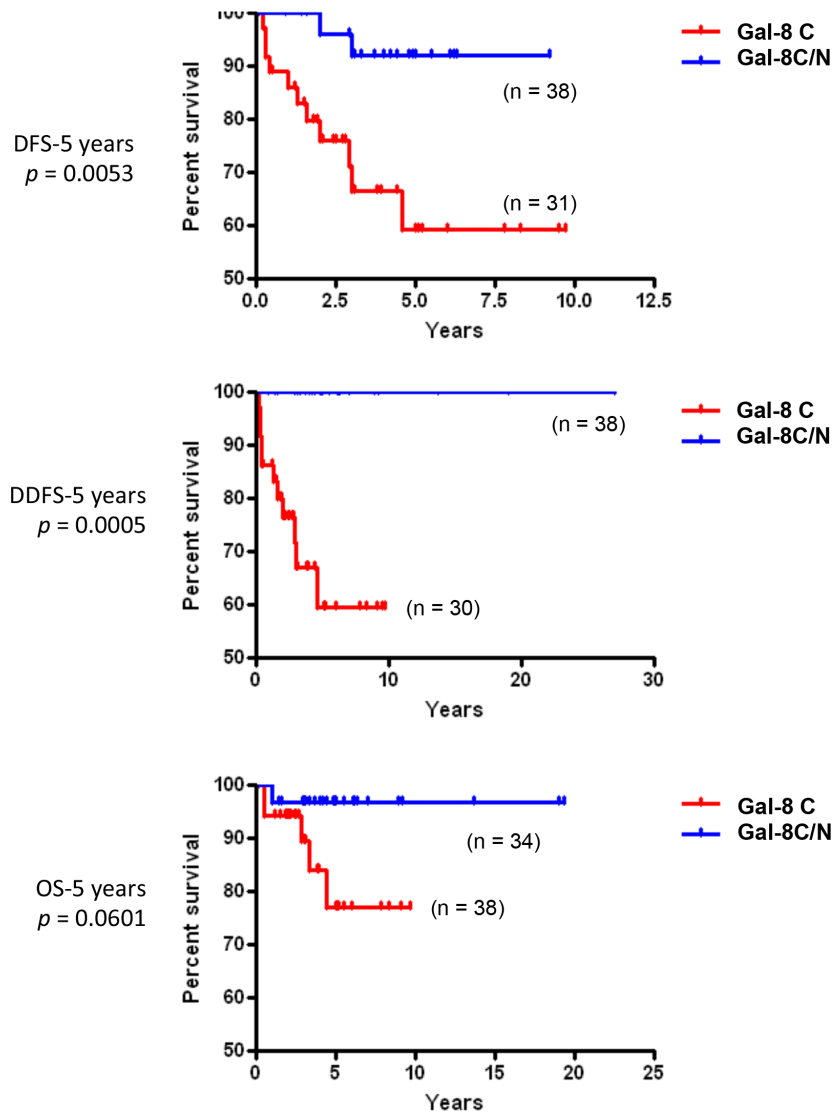 100
90
80
70
60
50
Percent survival
0.0
2.5
5.0
7.5
10.0
12.5
Years
DFS-5 years
p = 0.0053
(n = 38)
(n = 31)
Gal-8 C
Gal-8C/N
100
90
80
70
60
50
Percent survival
0
10
20
30
Years
DDFS-5 years
p = 0.0005
(n = 38)
(n = 30)
Gal-8 C
Gal-8C/N
100
90
80
70
60
50
Percent survival
0
5
10
15
20
25
Years
OS-5 years
p = 0.0601
(n = 34)
(n = 38)
Gal-8 C
Gal-8C/N